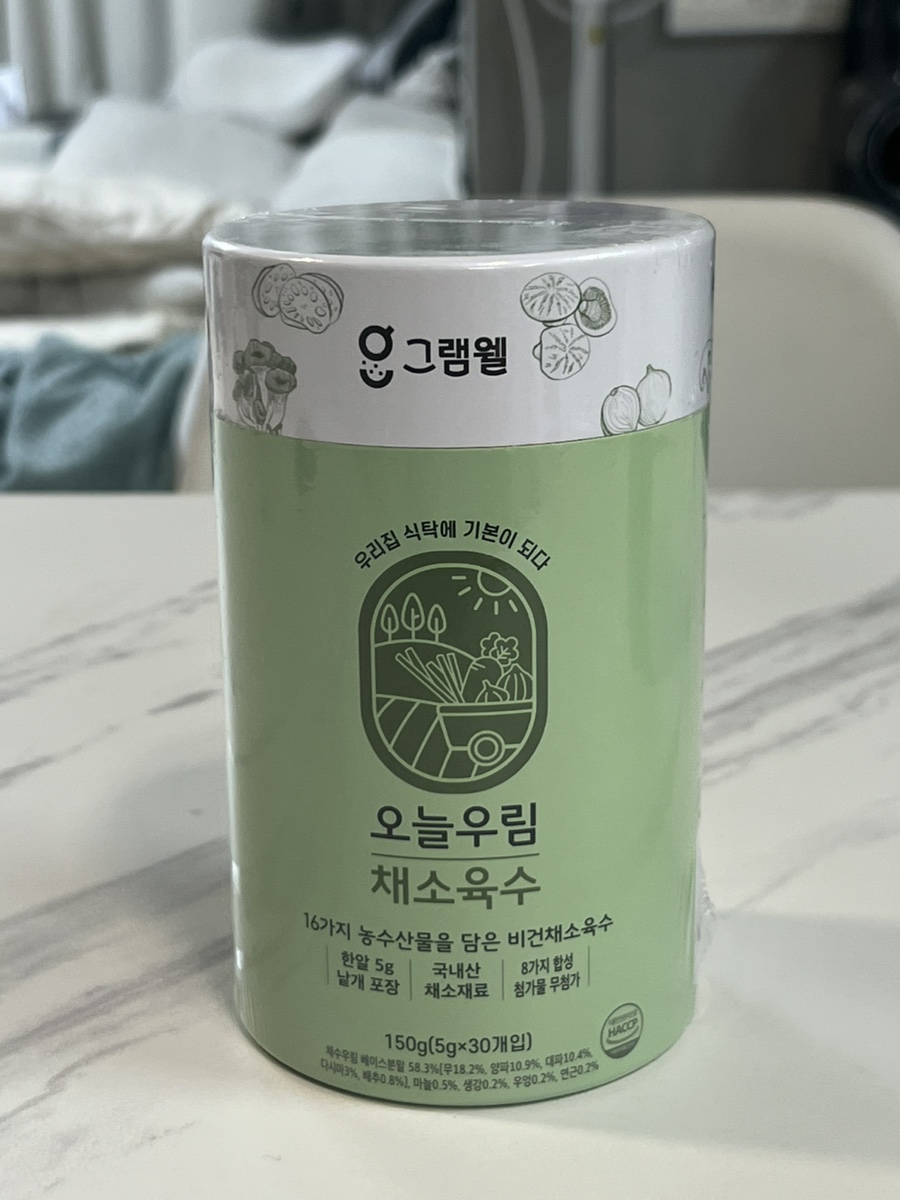 그램웰
우리집 식탁에 기본이 되다
오늘우림
채소육수
16가지 농수산물을 담은 비건채소육수
한알 5g
낱개 포장
국내산
채소재료
8가지 합성
첨가물 무첨가
150g(5g×30개입)
HACCP
채수우림 베이스분말 58.3%[무18.2%, 양파10.9%, 대파10.4%,
다시마3%, 배추0.8%], 마늘0.5%, 생강0.2%, 우엉0.2%, 연근0.2%